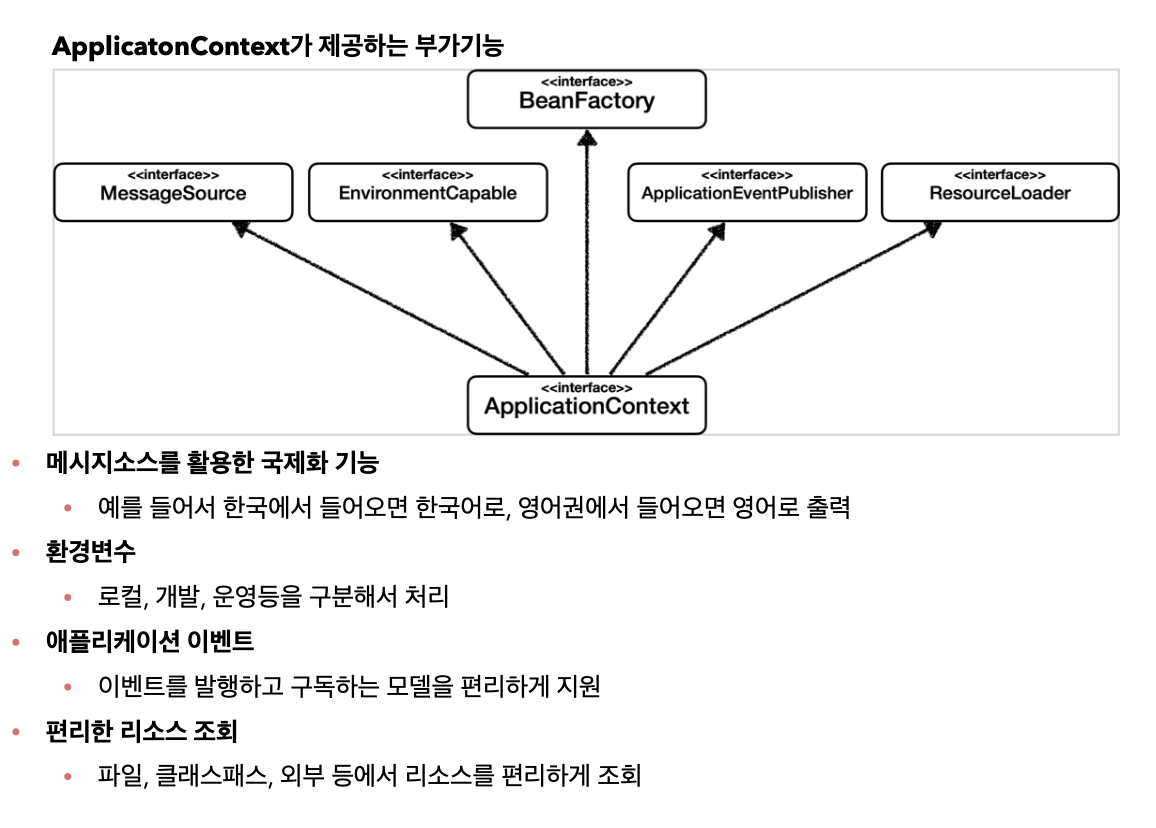 ApplicatonContext가 제공하는 부가기능
<<interface>>
BeanFactory
<<interface>>
MessageSource
<<interface>>
EnvironmentCapable
<<interface>>
ApplicationEventPublisher
<<interface>>
ResourceLoader
<<interface>>
ApplicationContext
• 메시지소스를 활용한 국제화 기능
• 예를 들어서 한국에서 들어오면 한국어로, 영어권에서 들어오면 영어로 출력
• 환경변수
• 로컬, 개발, 운영등을 구분해서 처리
• 애플리케이션 이벤트
• 이벤트를 발행하고 구독하는 모델을 편리하게 지원
• 편리한 리소스 조회
• 파일, 클래스패스, 외부 등에서 리소스를 편리하게 조회